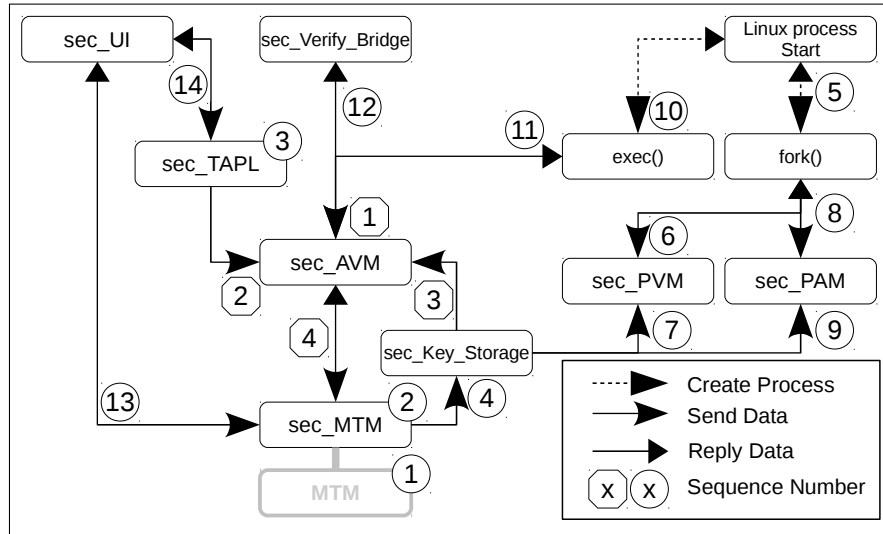 sec_UI
sec_Verify_Bridge
Linux process
Start
14
12
10
5
3
sec_TAPL
11
exec()
fork()
1
6
8
sec_AVM
sec_PVM
sec_PAM
2
3
4
7
9
sec_Key_Storage
13
2
4
sec_MTM
1
MTM
Create Process
Send Data
Reply Data
x x Sequence Number